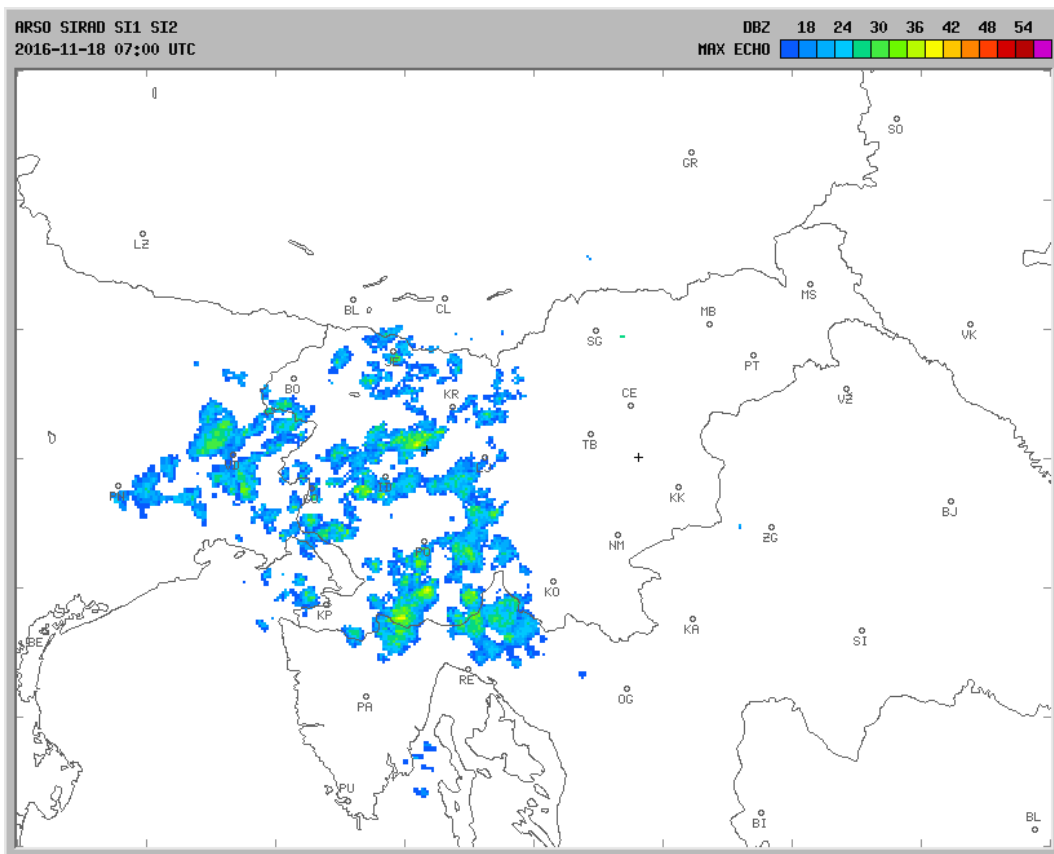 ARSO SIRAD SI1 SI2
2016-11-18 07:00 UTC
DBZ 18 24 30 36 42 48 54
MAX ECHO
SO
GR
LZ
MS
BL
CL
MB
SG
VK
PT
BO
KR
CE
VŽ
TB
KK
BJ
ZG
NM
KO
KP
KA
BE
SI
RE
PA
OG
PU
BI
BL